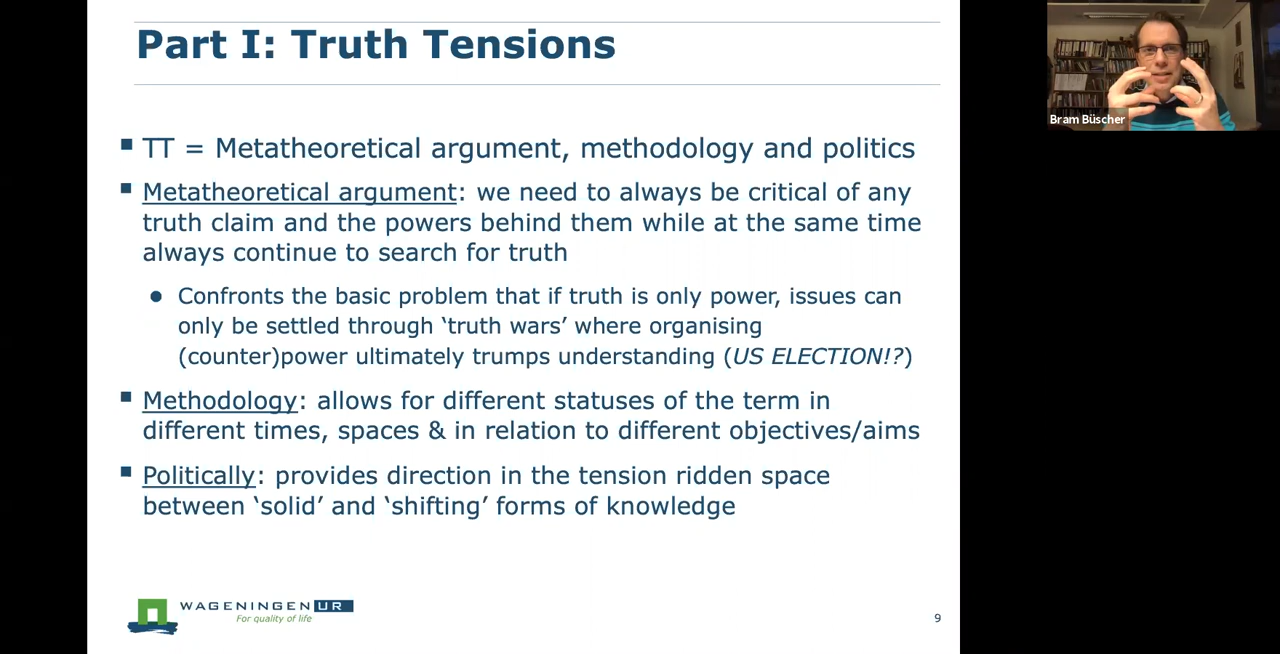 Part I: Truth Tensions
Bram Büscher
▪ TT = Metatheoretical argument, methodology and politics
▪ Metatheoretical argument: we need to always be critical of any
truth claim and the powers behind them while at the same time
always continue to search for truth
• Confronts the basic problem that if truth is only power, issues can
only be settled through ‘truth wars’ where organising
(counter)power ultimately trumps understanding (US ELECTION!?)
▪ Methodology: allows for different statuses of the term in
different times, spaces & in relation to different objectives/aims
▪ Politically: provides direction in the tension ridden space
between ‘solid’ and ‘shifting’ forms of knowledge
WAGENINGEN UR
For quality of life
9